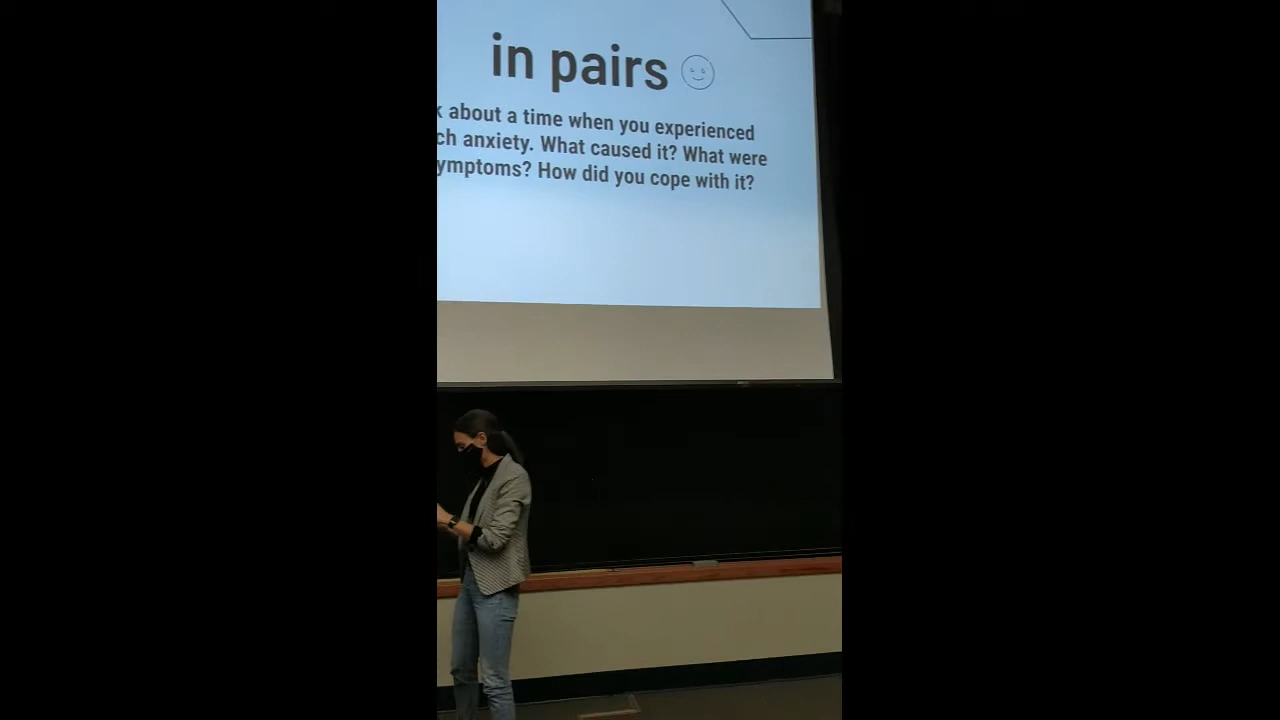 in pairs
about a time when you experienced
anxiety. What caused it? What were
ymptoms? How did you cope with it?